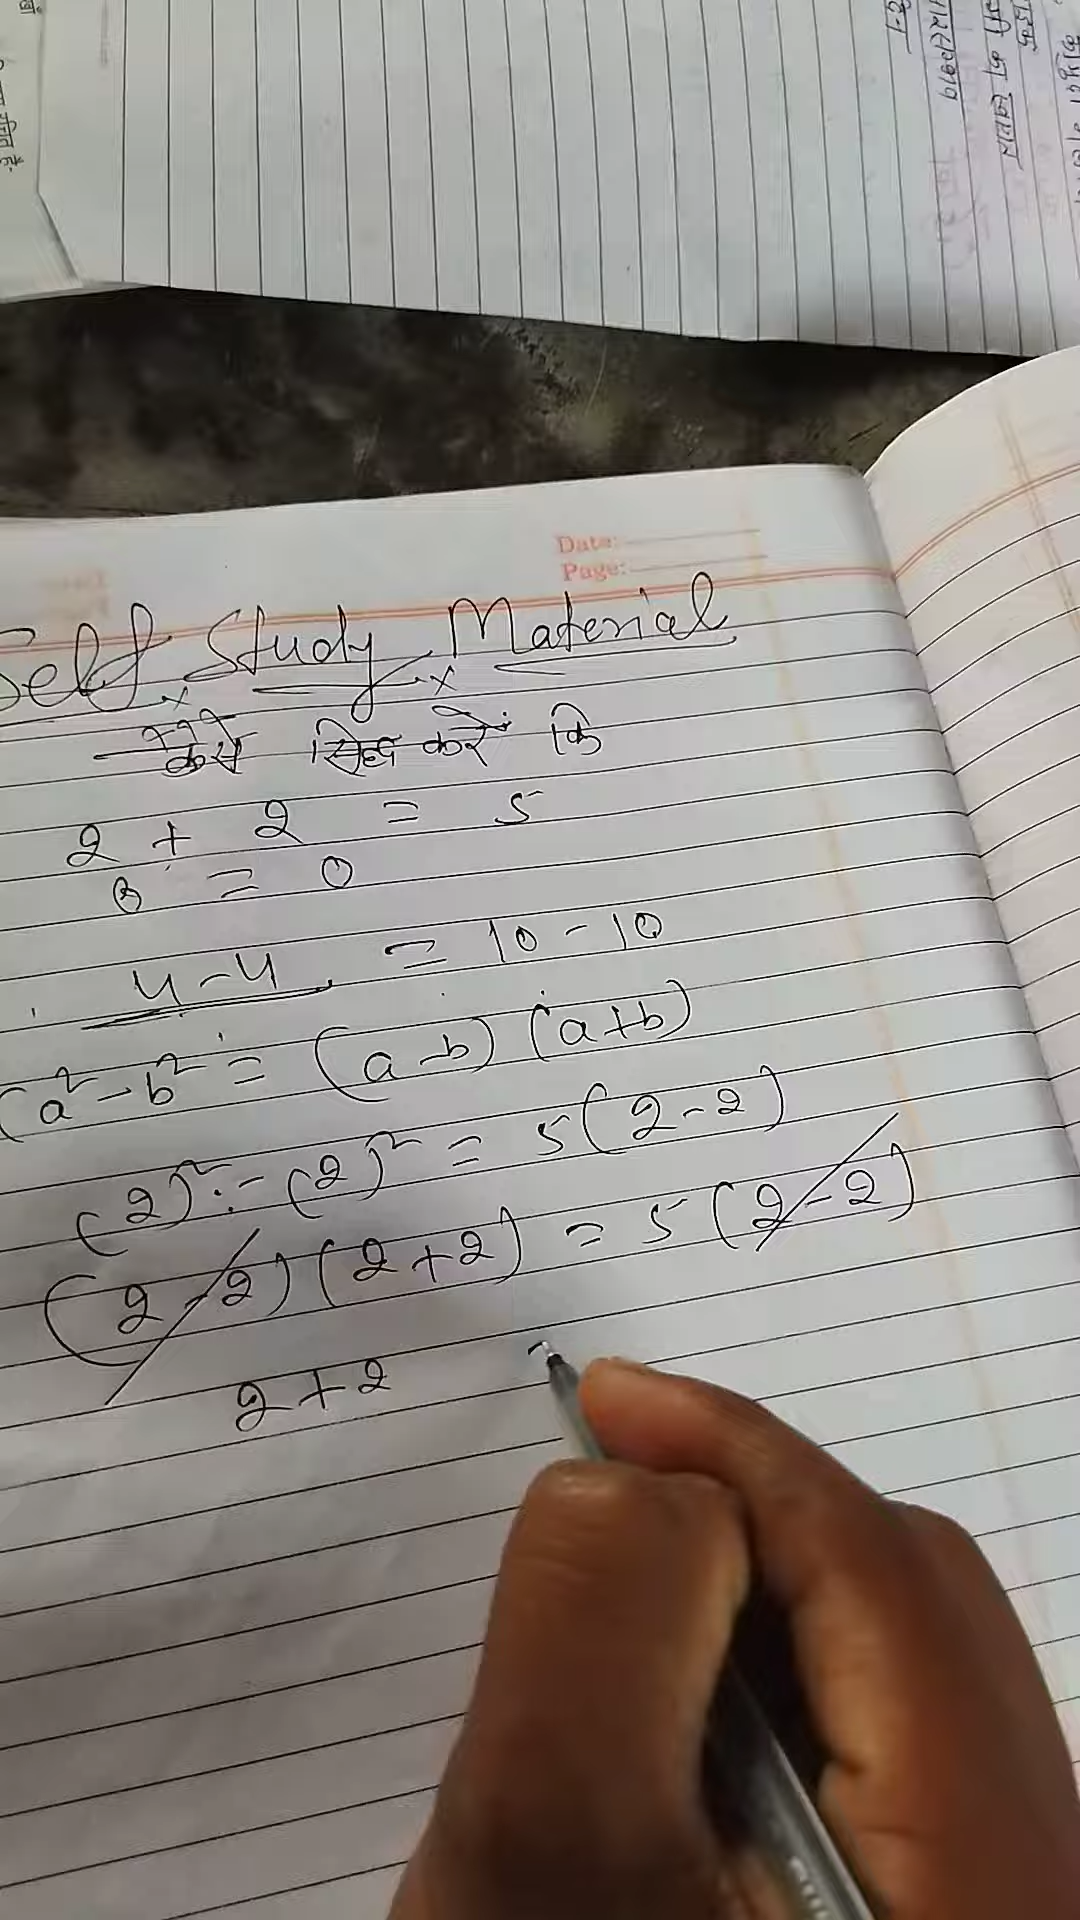 Date:
Page:
Self Study Material
कैसे सिद्ध करें कि
2 + 2 = 5
0 = 0
4-4 = 10-10
(a²-b² = (a-b) (a+b)
(2)² - (2)² = 5(2-2)
(2-2) (2+2) = 5(2-2)
2+2